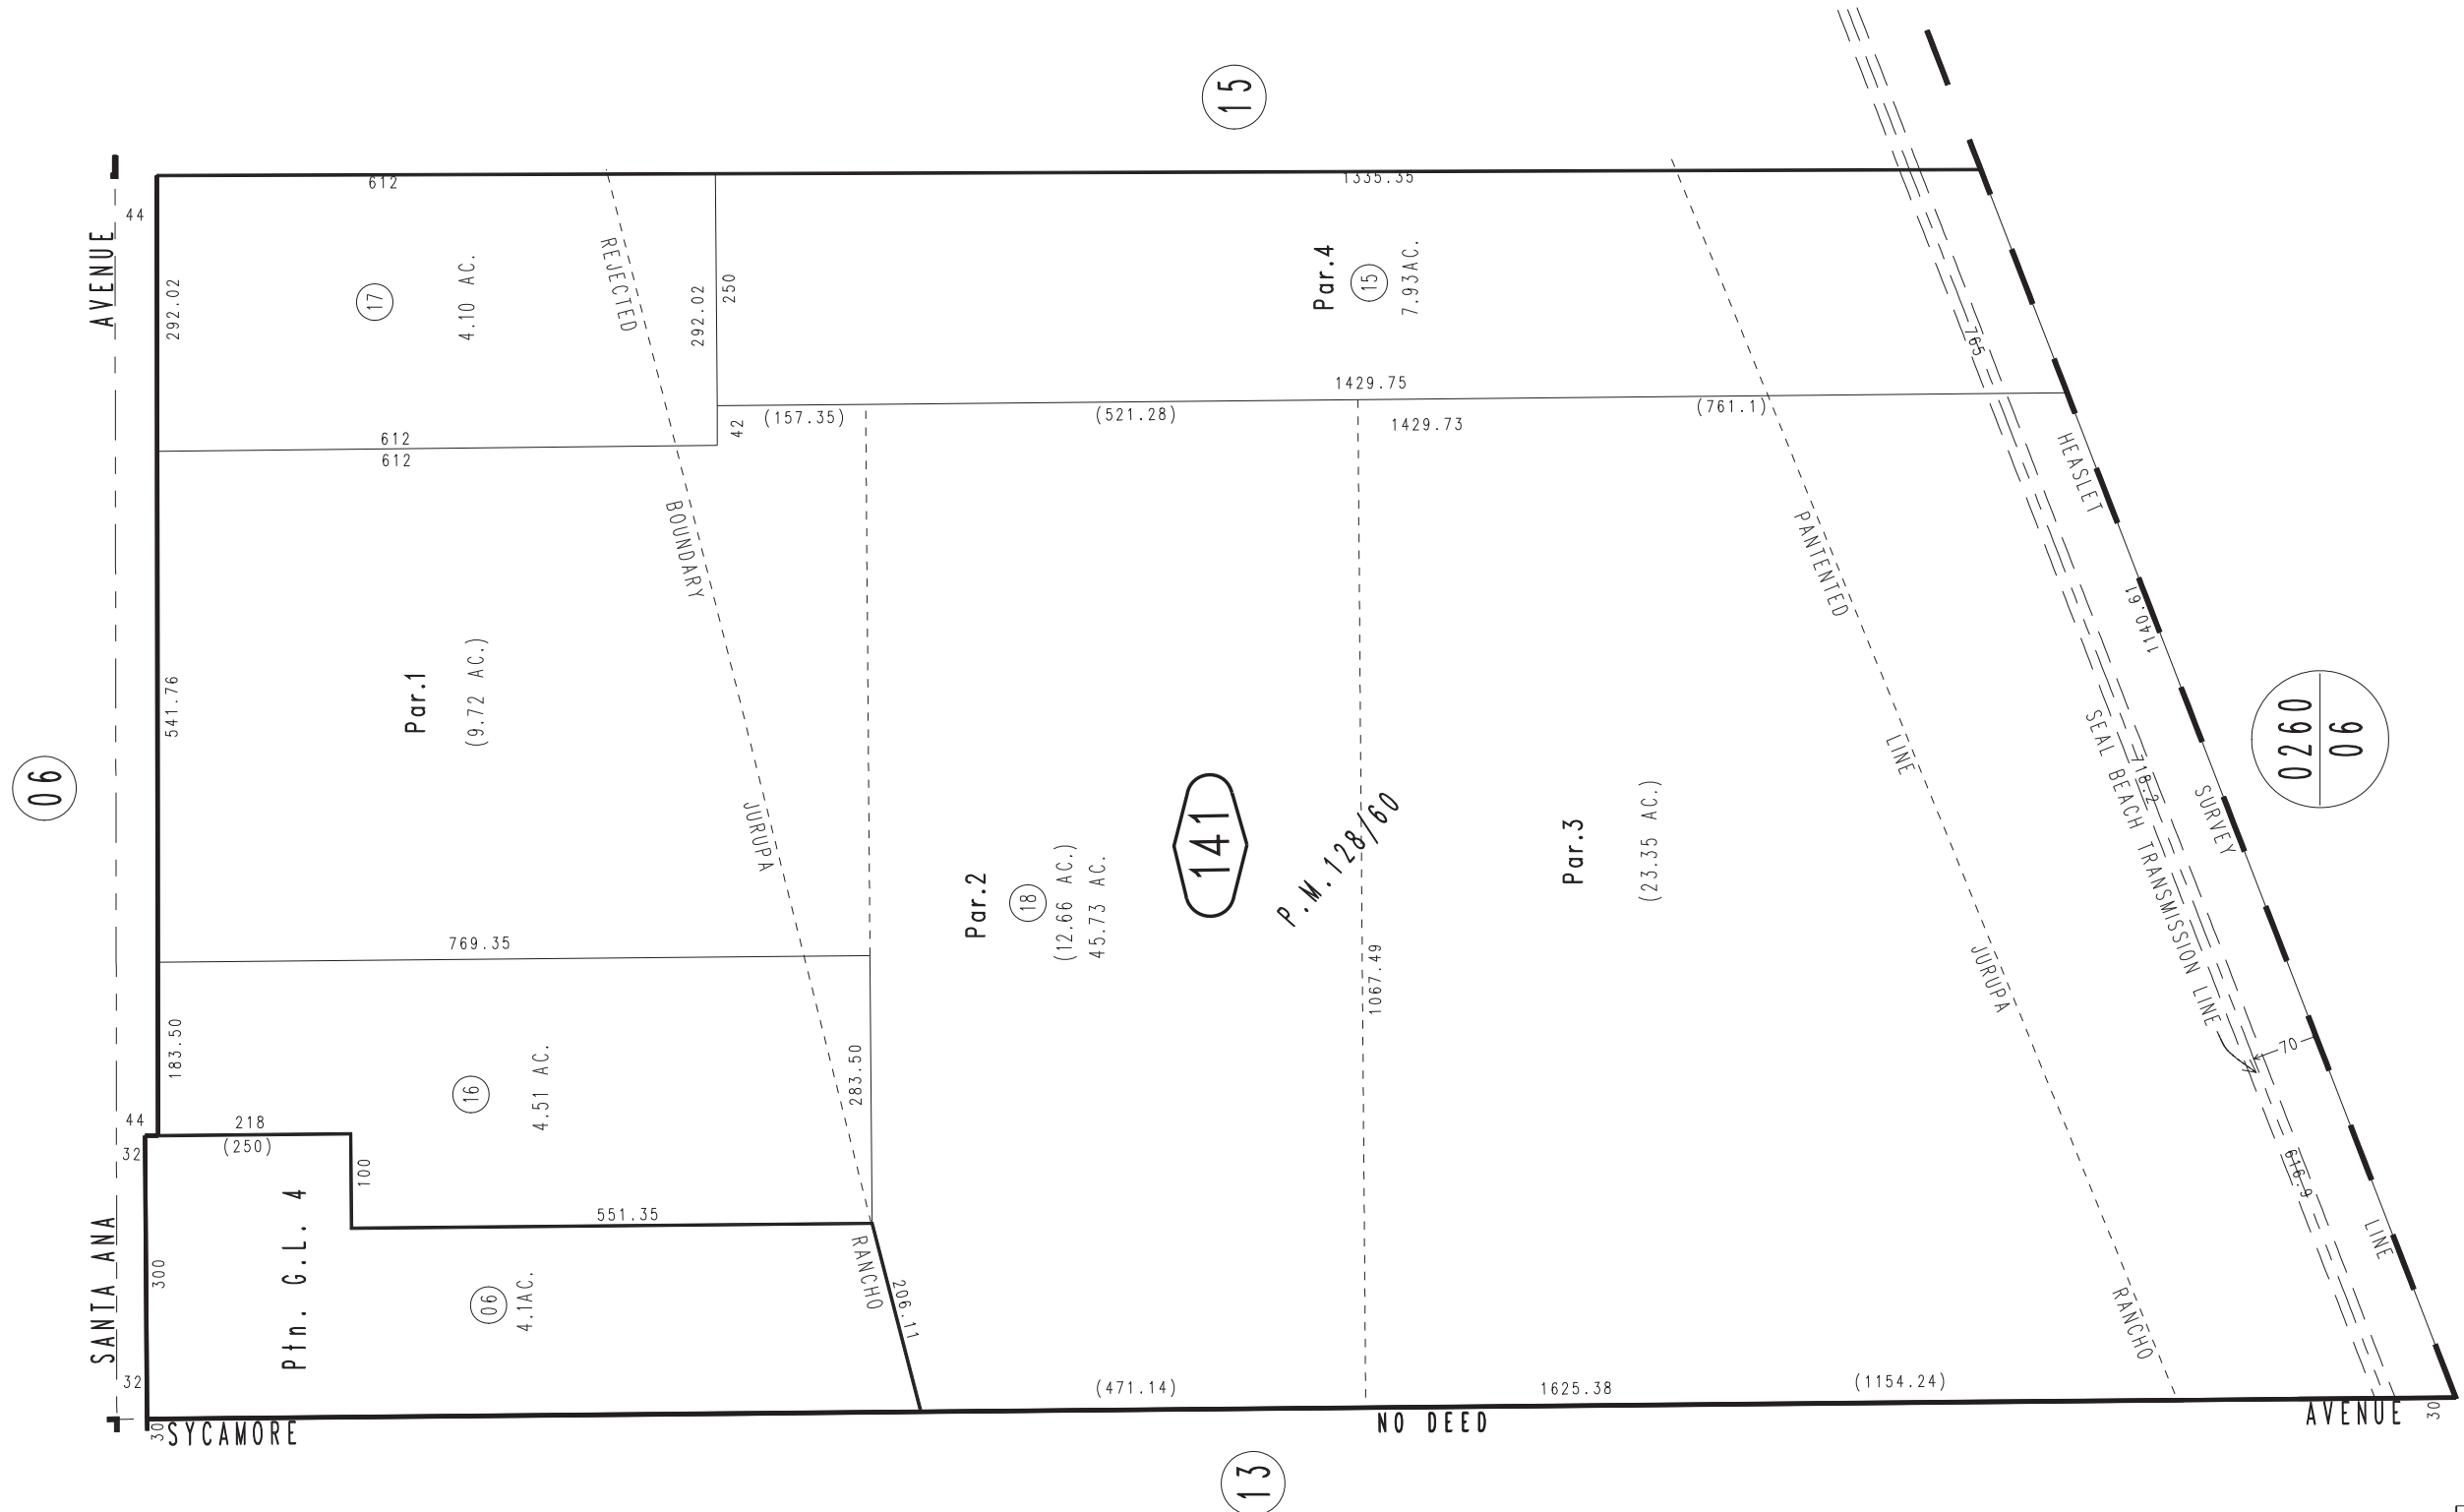 15
06
AVENUE
44
292.02
612
17
4.10 AC.
REJECTED
292.02
250
1335.35
Par.4
15
7.93AC.
1429.75
(157.35)
(521.28)
1429.73
(761.1)
42
612
612
541.76
Par.1
(9.72 AC.)
BOUNDARY
JURUPA
769.35
183.50
16
4.51 AC.
283.50
44
32
218
(250)
100
551.35
SANTA ANA
300
Ptn. G.L. 4
06
4.1AC.
RANCHO
206.11
32
30
SYCAMORE
Par.2
18
(12.66 AC.)
45.73 AC.
141
P.M.128/60
1067.49
Par.3
(23.35 AC.)
PANTENTED
LINE
JURUPA
RANCHO
765
HEASLET
1140.61
SURVEY
LINE
718.2
SEAL BEACH TRANSMISSION LINE
70
616.9
0260
06
(471.14)
1625.38
(1154.24)
NO DEED
AVENUE
30
13